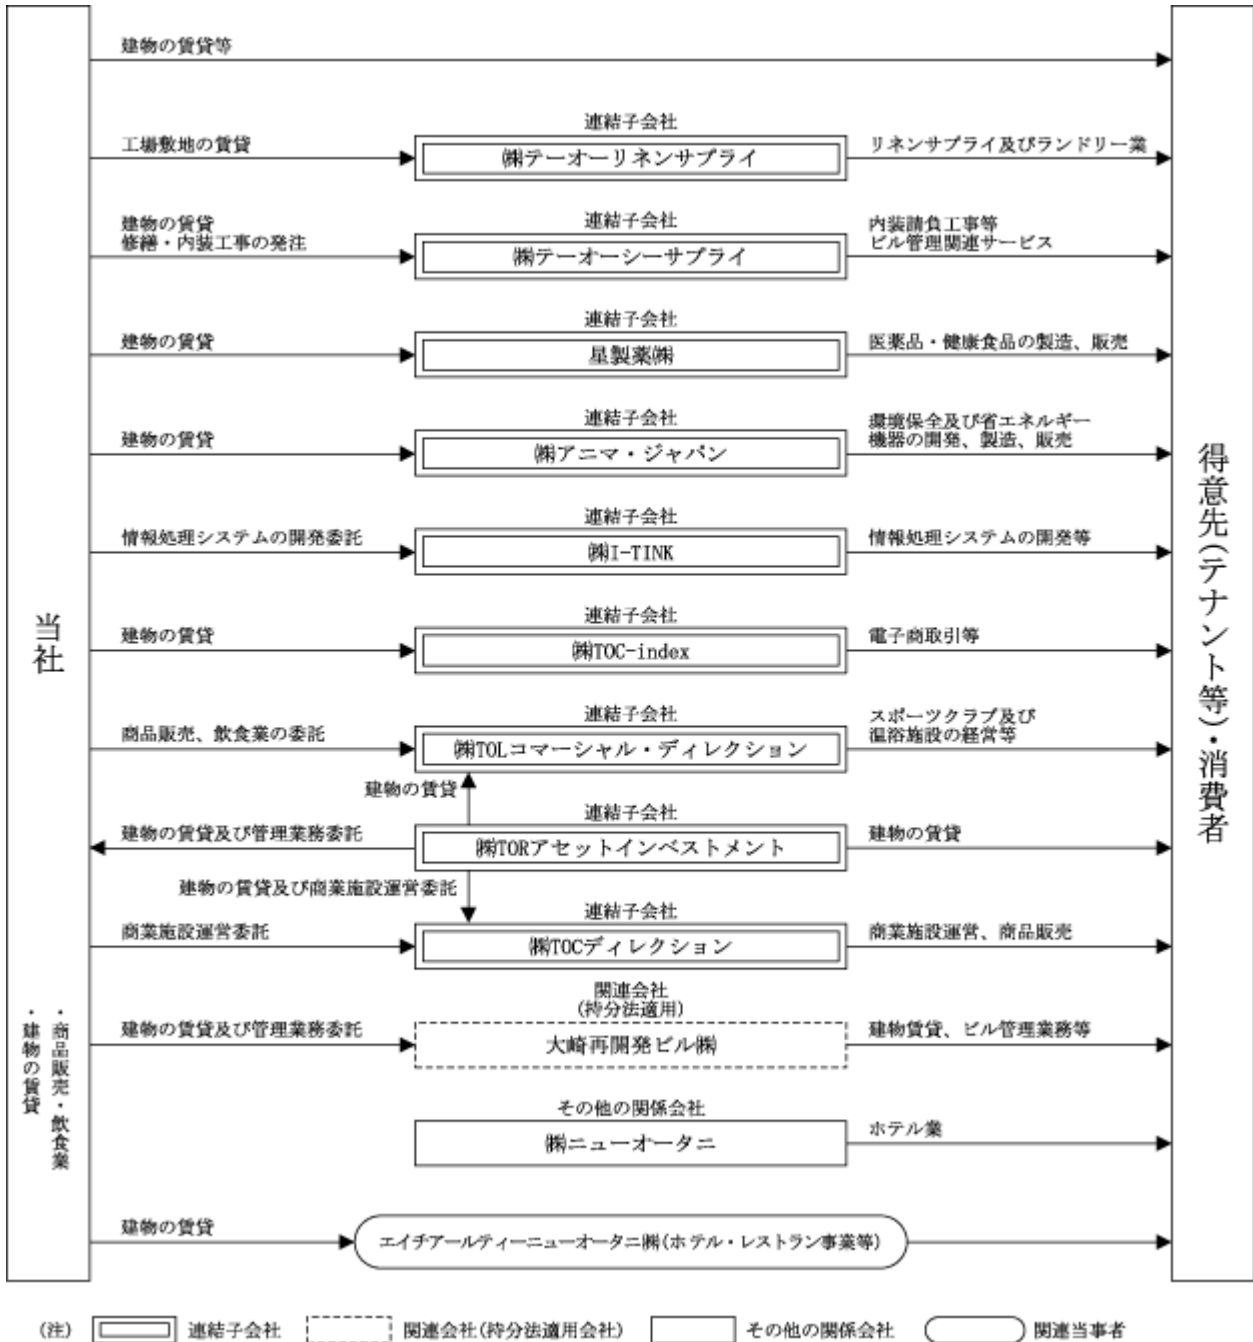 建物の賃貸等
連結子会社
工場敷地の賃貸
㈱テーオーリネンサプライ
リネンサプライ及びランドリー業
連結子会社
建物の賃貸
修繕・内装工事の発注
㈱テーオーシーサプライ
内装請負工事等
ビル管理関連サービス
連結子会社
建物の賃貸
星製薬㈱
医薬品・健康食品の製造、販売
連結子会社
建物の賃貸
㈱アニマ・ジャパン
環境保全及び省エネルギー
機器の開発、製造、販売
連結子会社
情報処理システムの開発委託
㈱I-TINK
情報処理システムの開発等
連結子会社
建物の賃貸
㈱TOC-index
電子商取引等
連結子会社
商品販売、飲食業の委託
㈱TOLコマーシャル・ディレクション
スポーツクラブ及び
温浴施設の経営等
建物の賃貸
連結子会社
建物の賃貸及び管理業務委託
㈱TORアセットインベストメント
建物の賃貸
建物の賃貸及び商業施設運営委託
連結子会社
商業施設運営委託
㈱TOCディレクション
商業施設運営、商品販売
関連会社
(持分法適用)
建物の賃貸及び管理業務委託
大崎再開発ビル㈱
建物賃貸、ビル管理業務等
その他の関係会社
㈱ニューオータニ
ホテル業
建物の賃貸
エイチアールティーニューオータニ㈱(ホテル・レストラン事業等)
当社
・商品販売・飲食業
・建物の賃貸
得意先(テナント等)・消費者
(注)
連結子会社
関連会社(持分法適用会社)
その他の関係会社
関連当事者